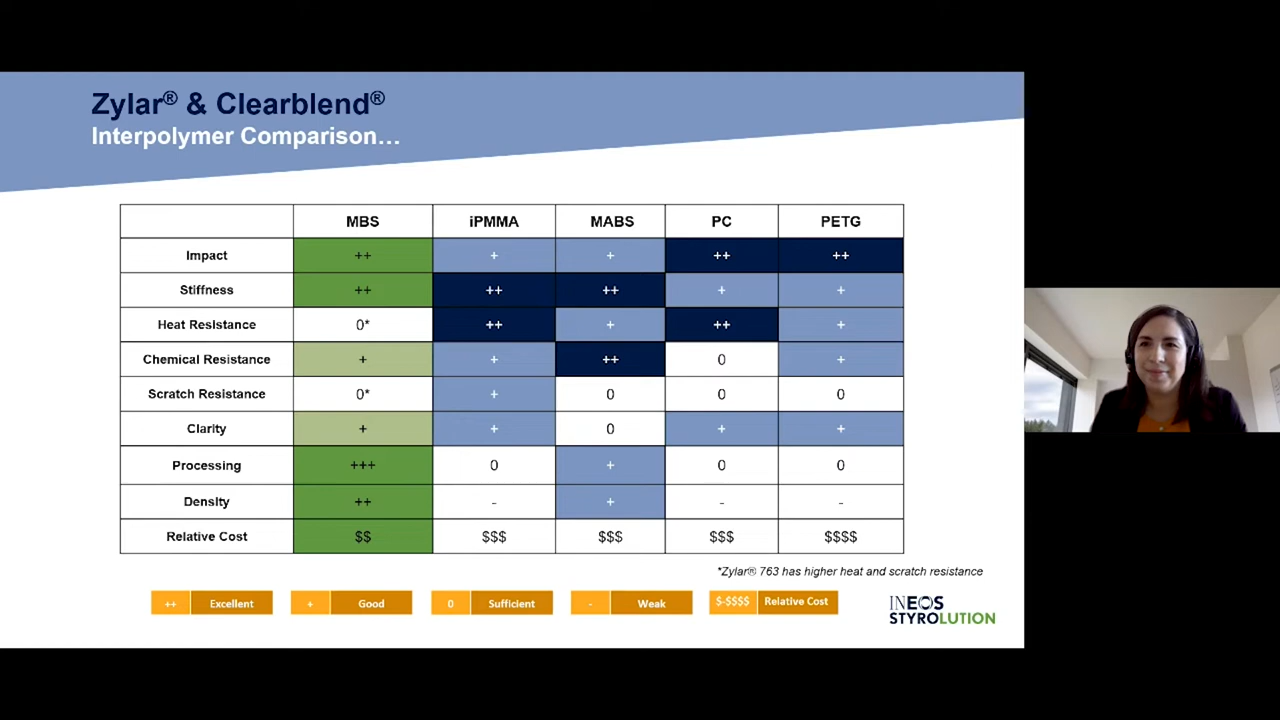 Zylar® & Clearblend®
Interpolymer Comparison...
MBS iPMMA MABS PC PETG
Impact ++ + + ++ ++
Stiffness ++ ++ ++ + +
Heat Resistance 0* ++ + ++ +
Chemical Resistance + + ++ 0 +
Scratch Resistance 0* + 0 0 0
Clarity + + 0 + +
Processing +++ 0 + 0 0
Density ++ - + - -
Relative Cost $$ $$$ $$$ $$$ $$$$
*Zylar® 763 has higher heat and scratch resistance
++ Excellent + Good 0 Sufficient - Weak $-$$$$ Relative Cost
INEOS
STYROLUTION